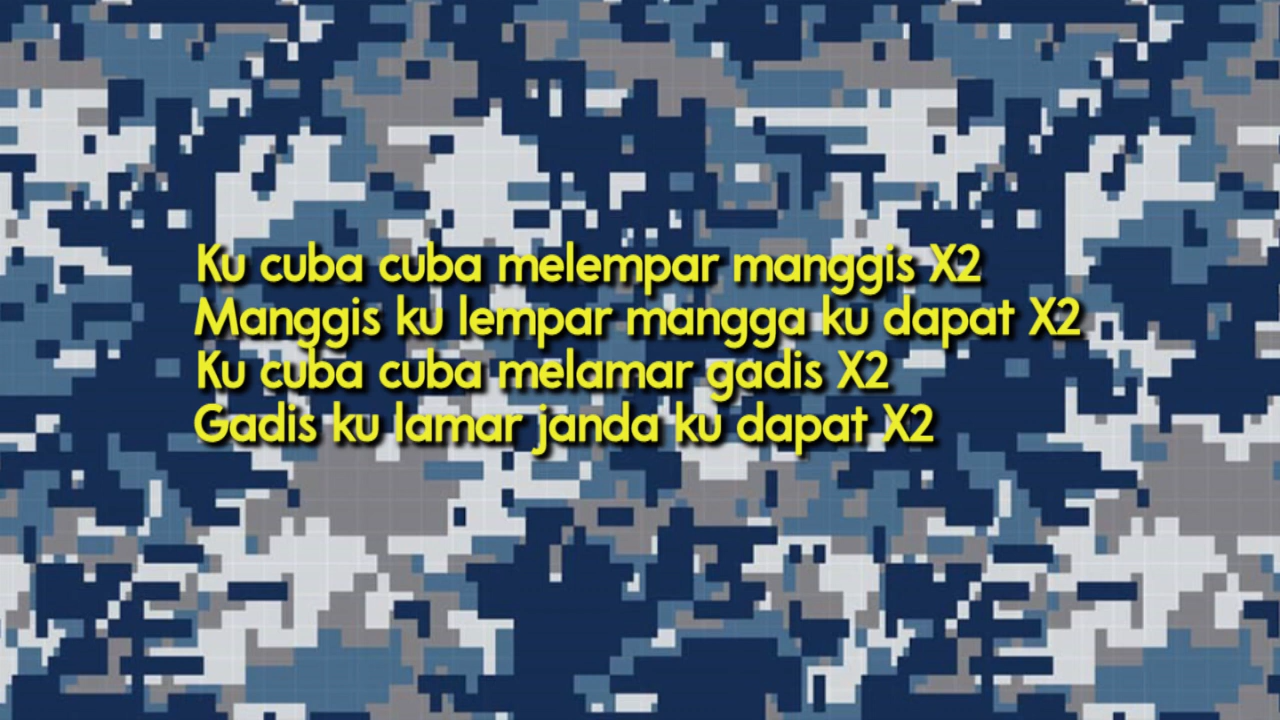 Ku cuba cuba melempar manggis X2
Manggis ku lempar mangga ku dapat X2
Ku cuba cuba melamar gadis X2
Gadis ku lamar janda ku dapat X2